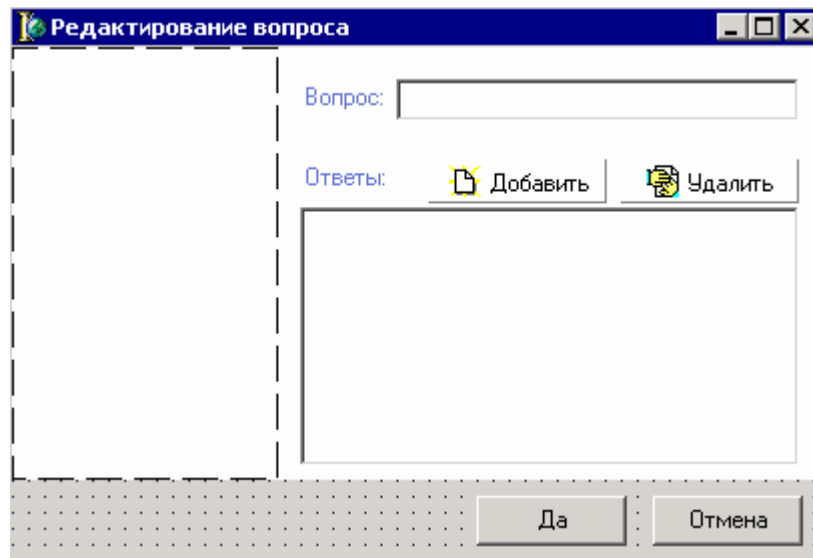 Редактирование вопроса
Вопрос:
Ответы: Добавить Удалить
Да Отмена